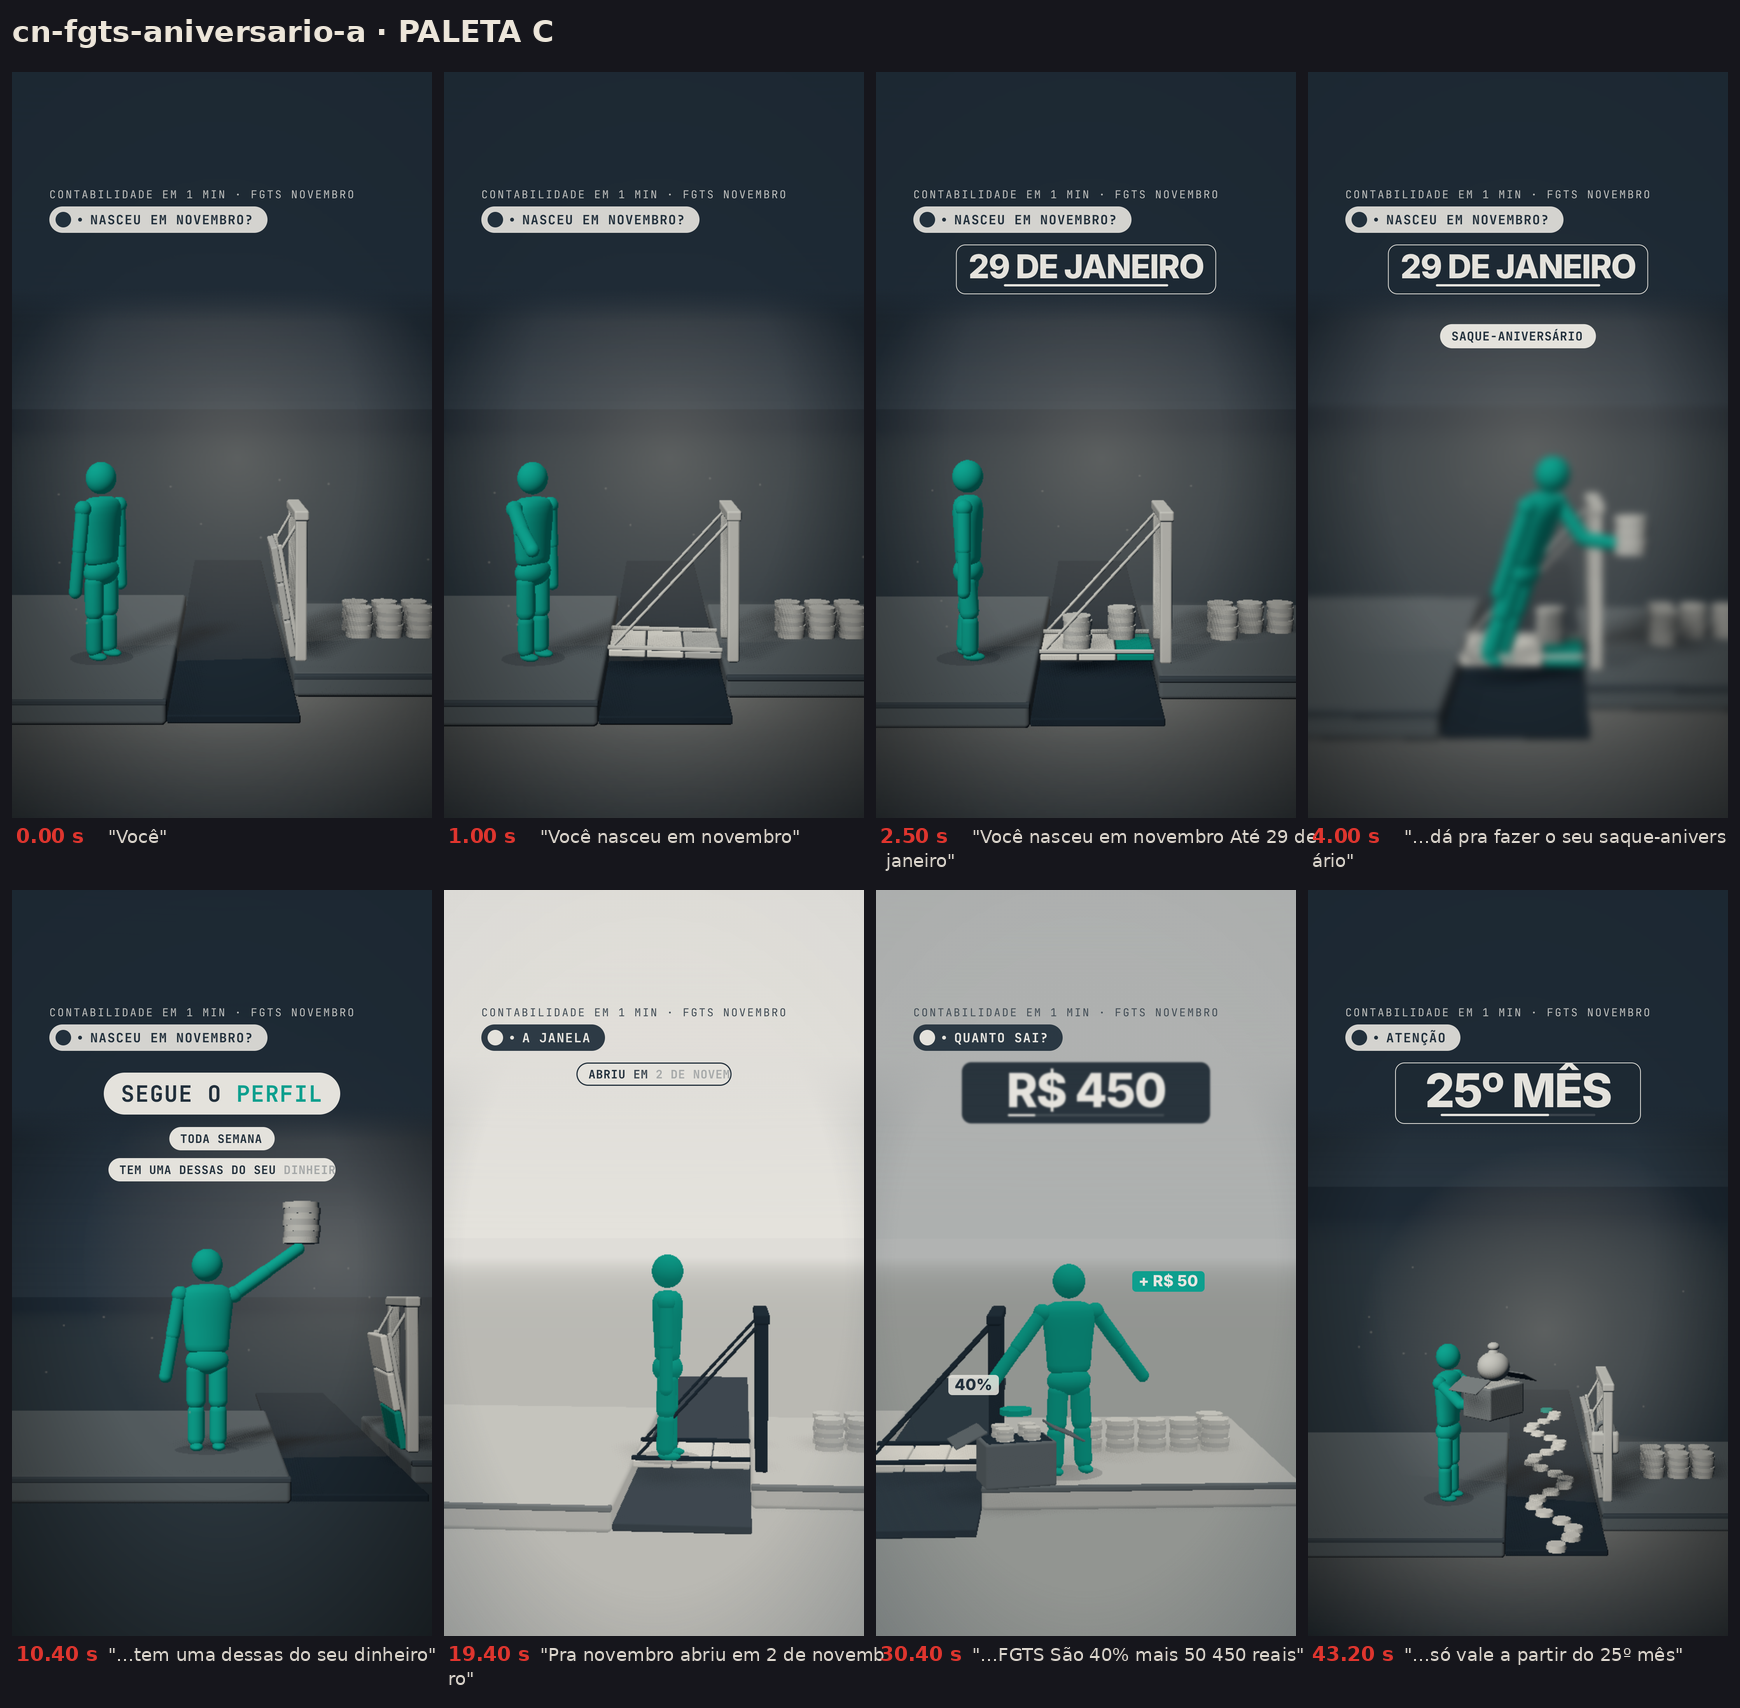 cn-fgts-aniversario-a · PALETA C
CONTABILIDADE EM 1 MIN · FGTS NOVEMBRO
• NASCEU EM NOVEMBRO?
0.00 s "Você"
CONTABILIDADE EM 1 MIN · FGTS NOVEMBRO
• NASCEU EM NOVEMBRO?
1.00 s "Você nasceu em novembro"
CONTABILIDADE EM 1 MIN · FGTS NOVEMBRO
• NASCEU EM NOVEMBRO?
29 DE JANEIRO
2.50 s "Você nasceu em novembro Até 29 de
janeiro"
CONTABILIDADE EM 1 MIN · FGTS NOVEMBRO
• NASCEU EM NOVEMBRO?
29 DE JANEIRO
SAQUE-ANIVERSÁRIO
4.00 s "...dá pra fazer o seu saque-anivers
ário"
CONTABILIDADE EM 1 MIN · FGTS NOVEMBRO
• NASCEU EM NOVEMBRO?
SEGUE O PERFIL
TODA SEMANA
TEM UMA DESSAS DO SEU DINHEIR
10.40 s "...tem uma dessas do seu dinheiro"
CONTABILIDADE EM 1 MIN · FGTS NOVEMBRO
• A JANELA
ABRIU EM 2 DE NOVEM
19.40 s "Pra novembro abriu em 2 de novemb
ro"
CONTABILIDADE EM 1 MIN · FGTS NOVEMBRO
• QUANTO SAI?
R$ 450
+ R$ 50
40%
30.40 s "...FGTS São 40% mais 50 450 reais"
CONTABILIDADE EM 1 MIN · FGTS NOVEMBRO
• ATENÇÃO
25º MÊS
43.20 s "...só vale a partir do 25º mês"